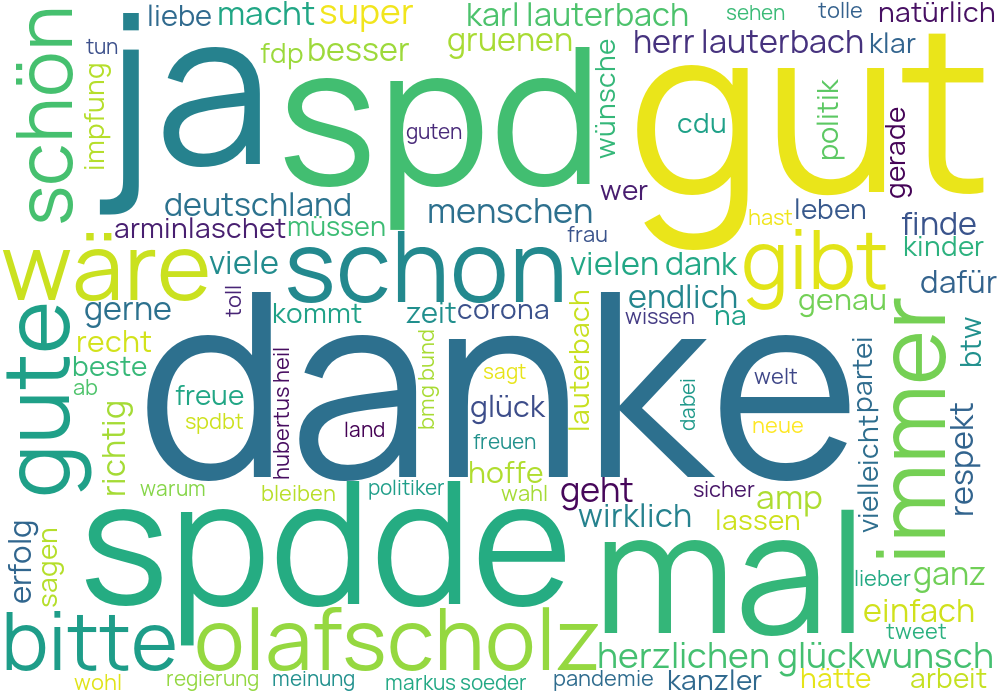 liebe macht super karl lauterbach sehen tolle natürlich
schön tun fdp besser gruenen herr lauterbach klar
impfung ja spd guten wünsche gut cdu politik gerade
deutschland menschen wer hast leben finde
arminlaschet müssen frau kinder
wäre viele schon vielen dank gibt dafür
gerne toll kommt zeit corona endlich wissen na genau
gute recht beste ab danke immer btw
freue spdbt hubertus heil land bmg bund sagt glück freuen lauterbach dabei welt neue partei
richtig hoffe vielleicht respekt
warum bleiben politiker wahl geht sicher amp
wirklich lassen
erfolg sagen spdde mal lieber ganz
einfach
bitte olafscholz tweet
herzlichen glückwunsch
wohl regierung meinung markus soeder pandemie kanzler hätte arbeit